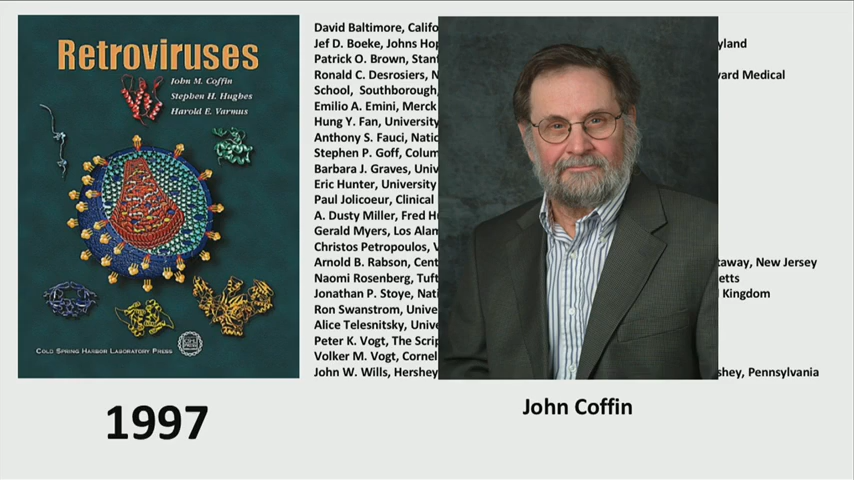 Retroviruses
John M. Coffin
Stephen H. Hughes
Harold E. Varmus
COLD SPRING HARBOR LABORATORY PRESS
1997
David Baltimore, Califo
Jef D. Boeke, Johns Hop yland
Patrick O. Brown, Stanf
Ronald C. Desrosiers, N vard Medical
School, Southborough,
Emilio A. Emini, Merck
Hung Y. Fan, University
Anthony S. Fauci, Natio
Stephen P. Goff, Colum
Barbara J. Graves, Univ
Eric Hunter, University
Paul Jolicoeur, Clinical
A. Dusty Miller, Fred Hu
Gerald Myers, Los Alam
Christos Petropoulos, V
Arnold B. Rabson, Cent taway, New Jersey
Naomi Rosenberg, Tuft etts
Jonathan P. Stoye, Nati Kingdom
Ron Swanstrom, Unive
Alice Telesnitsky, Unive
Peter K. Vogt, The Scrip
Volker M. Vogt, Cornel
John W. Wills, Hershey shey, Pennsylvania
John Coffin